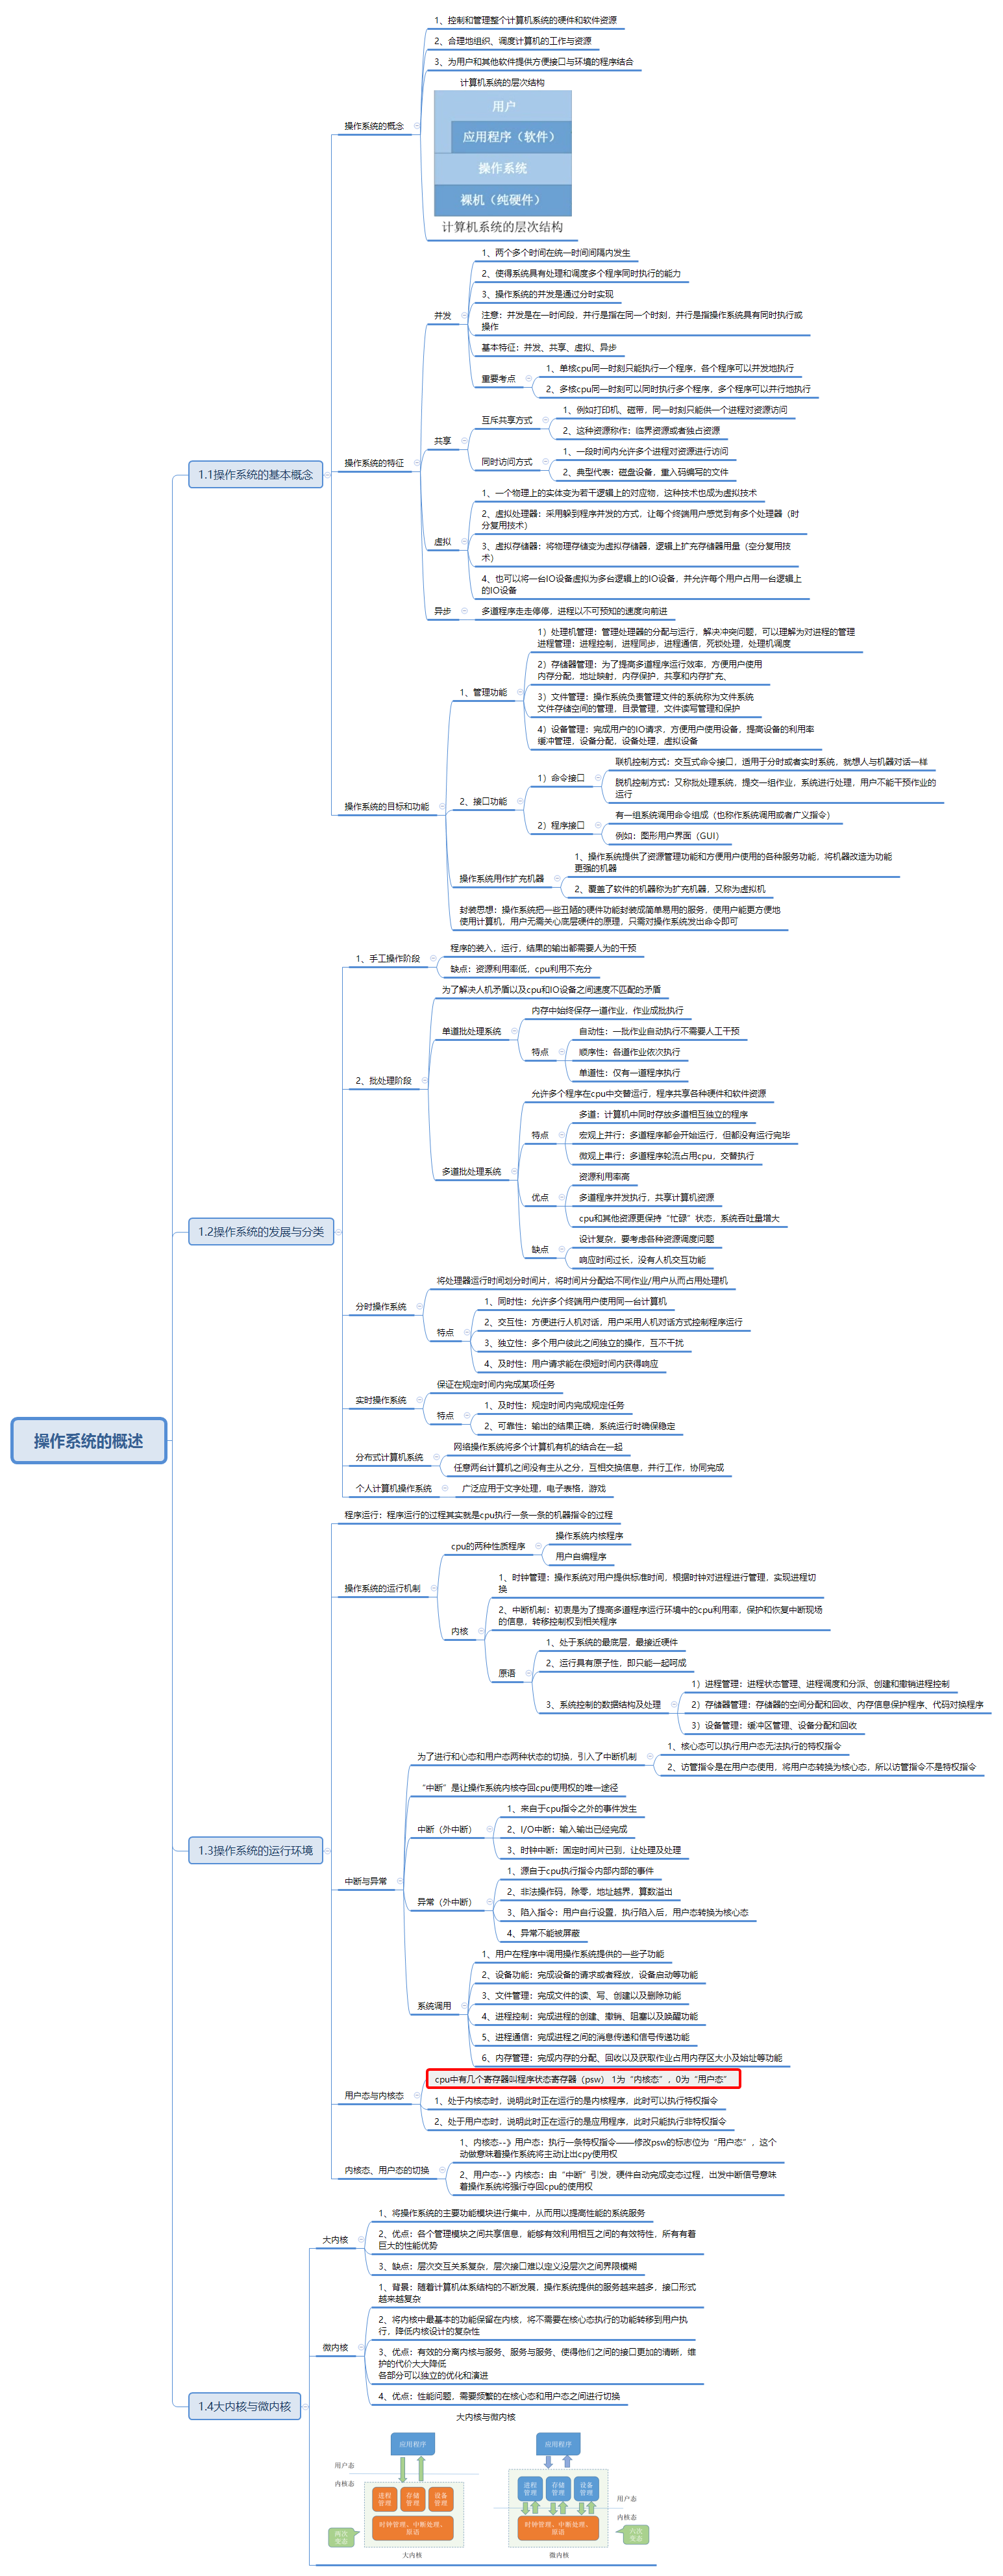 操作系统的概述
1.1操作系统的基本概念
操作系统的概念
1、控制和管理整个计算机系统的硬件和软件资源
2、合理地组织、调度计算机的工作与资源
3、为用户和其他软件提供方便接口与环境的程序结合
计算机系统的层次结构
用户
应用程序（软件）
操作系统
裸机（纯硬件）
计算机系统的层次结构
操作系统的特征
并发
1、两个多个时间在统一时间间隔内发生
2、使得系统具有处理和调度多个程序同时执行的能力
3、操作系统的并发是通过分时实现
注意：并发是在一时间段，并行是指在同一个时刻，并行是指操作系统具有同时执行或
操作
基本特征：并发、共享、虚拟、异步
重要考点
1、单核cpu同一时刻只能执行一个程序，各个程序可以并发地执行
2、多核cpu同一时刻可以同时执行多个程序，多个程序可以并行地执行
共享
互斥共享方式
1、例如打印机、磁带，同一时刻只能供一个进程对资源访问
2、这种资源称作：临界资源或者独占资源
同时访问方式
1、一段时间内允许多个进程对资源进行访问
2、典型代表：磁盘设备，重入码编写的文件
虚拟
1、一个物理上的实体变为若干逻辑上的对应物，这种技术也成为虚拟技术
2、虚拟处理器：采用躲到程序并发的方式，让每个终端用户感觉到有多个处理器（时
分复用技术）
3、虚拟存储器：将物理存储变为虚拟存储器，逻辑上扩充存储器用量（空分复用技
术）
4、也可以将一台IO设备虚拟为多台逻辑上的IO设备，并允许每个用户占用一台逻辑上
的IO设备
异步
多道程序走走停停，进程以不可预知的速度向前进
操作系统的目标和功能
1、管理功能
1）处理机管理：管理处理器的分配与运行，解决冲突问题，可以理解为对进程的管理
进程管理：进程控制，进程同步，进程通信，死锁处理，处理机调度
2）存储器管理：为了提高多道程序运行效率，方便用户使用
内存分配，地址映射，内存保护，共享和内存扩充、
3）文件管理：操作系统负责管理文件的系统称为文件系统
文件存储空间的管理，目录管理，文件读写管理和保护
4）设备管理：完成用户的IO请求，方便用户使用设备，提高设备的利用率
缓冲管理，设备分配，设备处理，虚拟设备
2、接口功能
1）命令接口
联机控制方式：交互式命令接口，适用于分时或者实时系统，就想人与机器对话一样
脱机控制方式：又称批处理系统，提交一组作业，系统进行处理，用户不能干预作业的
运行
2）程序接口
有一组系统调用命令组成（也称作系统调用或者广义指令）
例如：图形用户界面（GUI）
操作系统用作扩充机器
1、操作系统提供了资源管理功能和方便用户使用的各种服务功能，将机器改造为功能
更强的机器
2、覆盖了软件的机器称为扩充机器，又称为虚拟机
封装思想：操作系统把一些丑陋的硬件功能封装成简单易用的服务，使用户能更方便地
使用计算机，用户无需关心底层硬件的原理，只需对操作系统发出命令即可
1.2操作系统的发展与分类
1、手工操作阶段
程序的装入，运行，结果的输出都需要人为的干预
缺点：资源利用率低，cpu利用不充分
2、批处理阶段
为了解决人机矛盾以及cpu和IO设备之间速度不匹配的矛盾
单道批处理系统
内存中始终保存一道作业，作业成批执行
特点
自动性：一批作业自动执行不需要人工干预
顺序性：各道作业依次执行
单道性：仅有一道程序执行
多道批处理系统
允许多个程序在cpu中交替运行，程序共享各种硬件和软件资源
特点
多道：计算机中同时存放多道相互独立的程序
宏观上并行：多道程序都会开始运行，但都没有运行完毕
微观上串行：多道程序轮流占用cpu，交替执行
优点
资源利用率高
多道程序并发执行，共享计算机资源
cpu和其他资源更保持“忙碌”状态，系统吞吐量增大
缺点
设计复杂，要考虑各种资源调度问题
响应时间过长，没有人机交互功能
分时操作系统
将处理器运行时间划分时间片，将时间片分配给不同作业/用户从而占用处理机
特点
1、同时性：允许多个终端用户使用同一台计算机
2、交互性：方便进行人机对话，用户采用人机对话方式控制程序运行
3、独立性：多个用户彼此之间独立的操作，互不干扰
4、及时性：用户请求能在很短时间内获得响应
实时操作系统
保证在规定时间内完成某项任务
特点
1、及时性：规定时间内完成规定任务
2、可靠性：输出的结果正确，系统运行时确保稳定
分布式计算机系统
网络操作系统将多个计算机有机的结合在一起
任意两台计算机之间没有主从之分，互相交换信息，并行工作，协同完成
个人计算机操作系统
广泛应用于文字处理，电子表格，游戏
1.3操作系统的运行环境
程序运行：程序运行的过程其实就是cpu执行一条一条的机器指令的过程
操作系统的运行机制
cpu的两种性质程序
操作系统内核程序
用户自编程序
内核
1、时钟管理：操作系统对用户提供标准时间，根据时钟对进程进行管理，实现进程切
换
2、中断机制：初衷是为了提高多道程序运行环境中的cpu利用率，保护和恢复中断现场
的信息，转移控制权到相关程序
原语
1、处于系统的最底层，最接近硬件
2、运行具有原子性，即只能一起呵成
3、系统控制的数据结构及处理
1）进程管理：进程状态管理、进程调度和分派、创建和撤销进程控制
2）存储器管理：存储器的空间分配和回收、内存信息保护程序、代码对换程序
3）设备管理：缓冲区管理、设备分配和回收
中断与异常
为了进行和心态和用户态两种状态的切换，引入了中断机制
1、核心态可以执行用户态无法执行的特权指令
2、访管指令是在用户态使用，将用户态转换为核心态，所以访管指令不是特权指令
“中断”是让操作系统内核夺回cpu使用权的唯一途径
中断（外中断）
1、来自于cpu指令之外的事件发生
2、I/O中断：输入输出已经完成
3、时钟中断：固定时间片已到，让处理及处理
异常（外中断）
1、源自于cpu执行指令内部内部的事件
2、非法操作码，除零，地址越界，算数溢出
3、陷入指令：用户自行设置，执行陷入后，用户态转换为核心态
4、异常不能被屏蔽
系统调用
1、用户在程序中调用操作系统提供的一些子功能
2、设备功能：完成设备的请求或者释放，设备启动等功能
3、文件管理：完成文件的读、写、创建以及删除功能
4、进程控制：完成进程的创建、撤销、阻塞以及唤醒功能
5、进程通信：完成进程之间的消息传递和信号传递功能
6、内存管理：完成内存的分配、回收以及获取作业占用内存区大小及始址等功能
用户态与内核态
cpu中有几个寄存器叫程序状态寄存器（psw） 1为“内核态”，0为“用户态”
1、处于内核态时，说明此时正在运行的是内核程序，此时可以执行特权指令
2、处于用户态时，说明此时正在运行的是应用程序，此时只能执行非特权指令
内核态、用户态的切换
1、内核态--》用户态：执行一条特权指令——修改psw的标志位为“用户态”，这个
动做意味着操作系统将主动让出cpy使用权
2、用户态--》内核态：由“中断”引发，硬件自动完成变态过程，出发中断信号意味
着操作系统将强行夺回cpu的使用权
1.4大内核与微内核
大内核
1、将操作系统的主要功能模块进行集中，从而用以提高性能的系统服务
2、优点：各个管理模块之间共享信息，能够有效利用相互之间的有效特性，所有有着
巨大的性能优势
3、缺点：层次交互关系复杂，层次接口难以定义没层次之间界限模糊
微内核
1、背景：随着计算机体系结构的不断发展，操作系统提供的服务越来越多，接口形式
越来越复杂
2、将内核中最基本的功能保留在内核，将不需要在核心态执行的功能转移到用户执
行，降低内核设计的复杂性
3、优点：有效的分离内核与服务、服务与服务、使得他们之间的接口更加的清晰，维
护的代价大大降低
各部分可以独立的优化和演进
4、优点：性能问题，需要频繁的在核心态和用户态之间进行切换
大内核与微内核
应用程序
用户态
内核态
进程
管理
存储
管理
设备
管理
时钟管理、中断处理、
原语
两次
变态
大内核
应用程序
进程
管理
存储
管理
设备
管理
用户态
内核态
时钟管理、中断处理、
原语
六次
变态
微内核